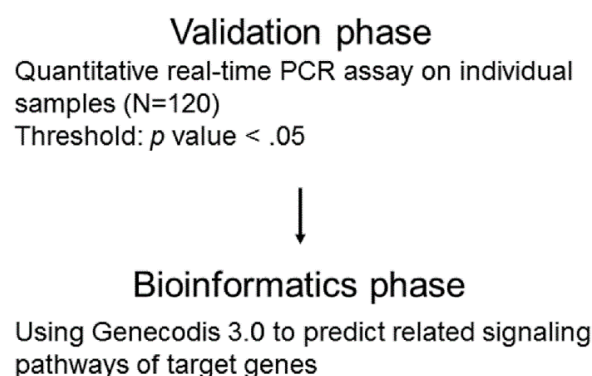 Validation phase
Quantitative real-time PCR assay on individual
samples (N=120)
Threshold: p value < .05
Bioinformatics phase
Using Genecodis 3.0 to predict related signaling
pathways of target genes